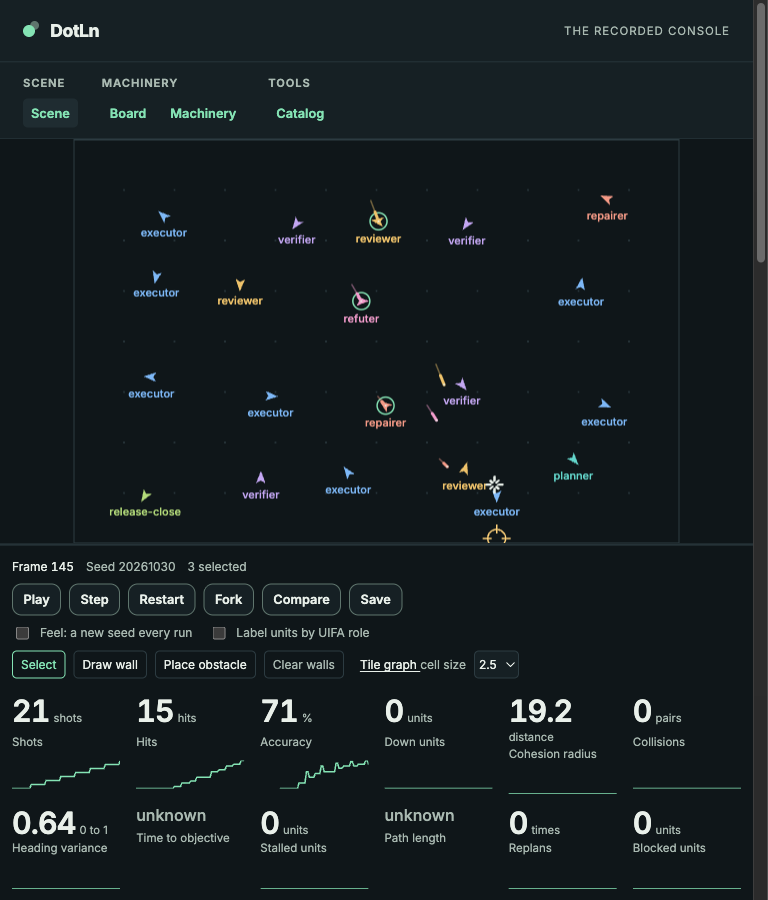 DotLn
THE RECORDED CONSOLE
SCENE MACHINERY TOOLS
Scene Board Machinery Catalog
repairer
executor
verifier
reviewer
verifier
executor
reviewer
refuter
executor
executor
executor
repairer
verifier
executor
release-close
verifier
executor
reviewer
executor
planner
Frame 145 Seed 20261030 3 selected
Play Step Restart Fork Compare Save
Feel: a new seed every run Label units by UIFA role
Select Draw wall Place obstacle Clear walls Tile graph cell size 2.5
21 shots 15 hits 71 % 0 units 19.2 distance 0 pairs
Shots Hits Accuracy Down units Cohesion radius Collisions
0.64 0 to 1 unknown 0 units unknown 0 times 0 units
Heading variance Time to objective Stalled units Path length Replans Blocked units